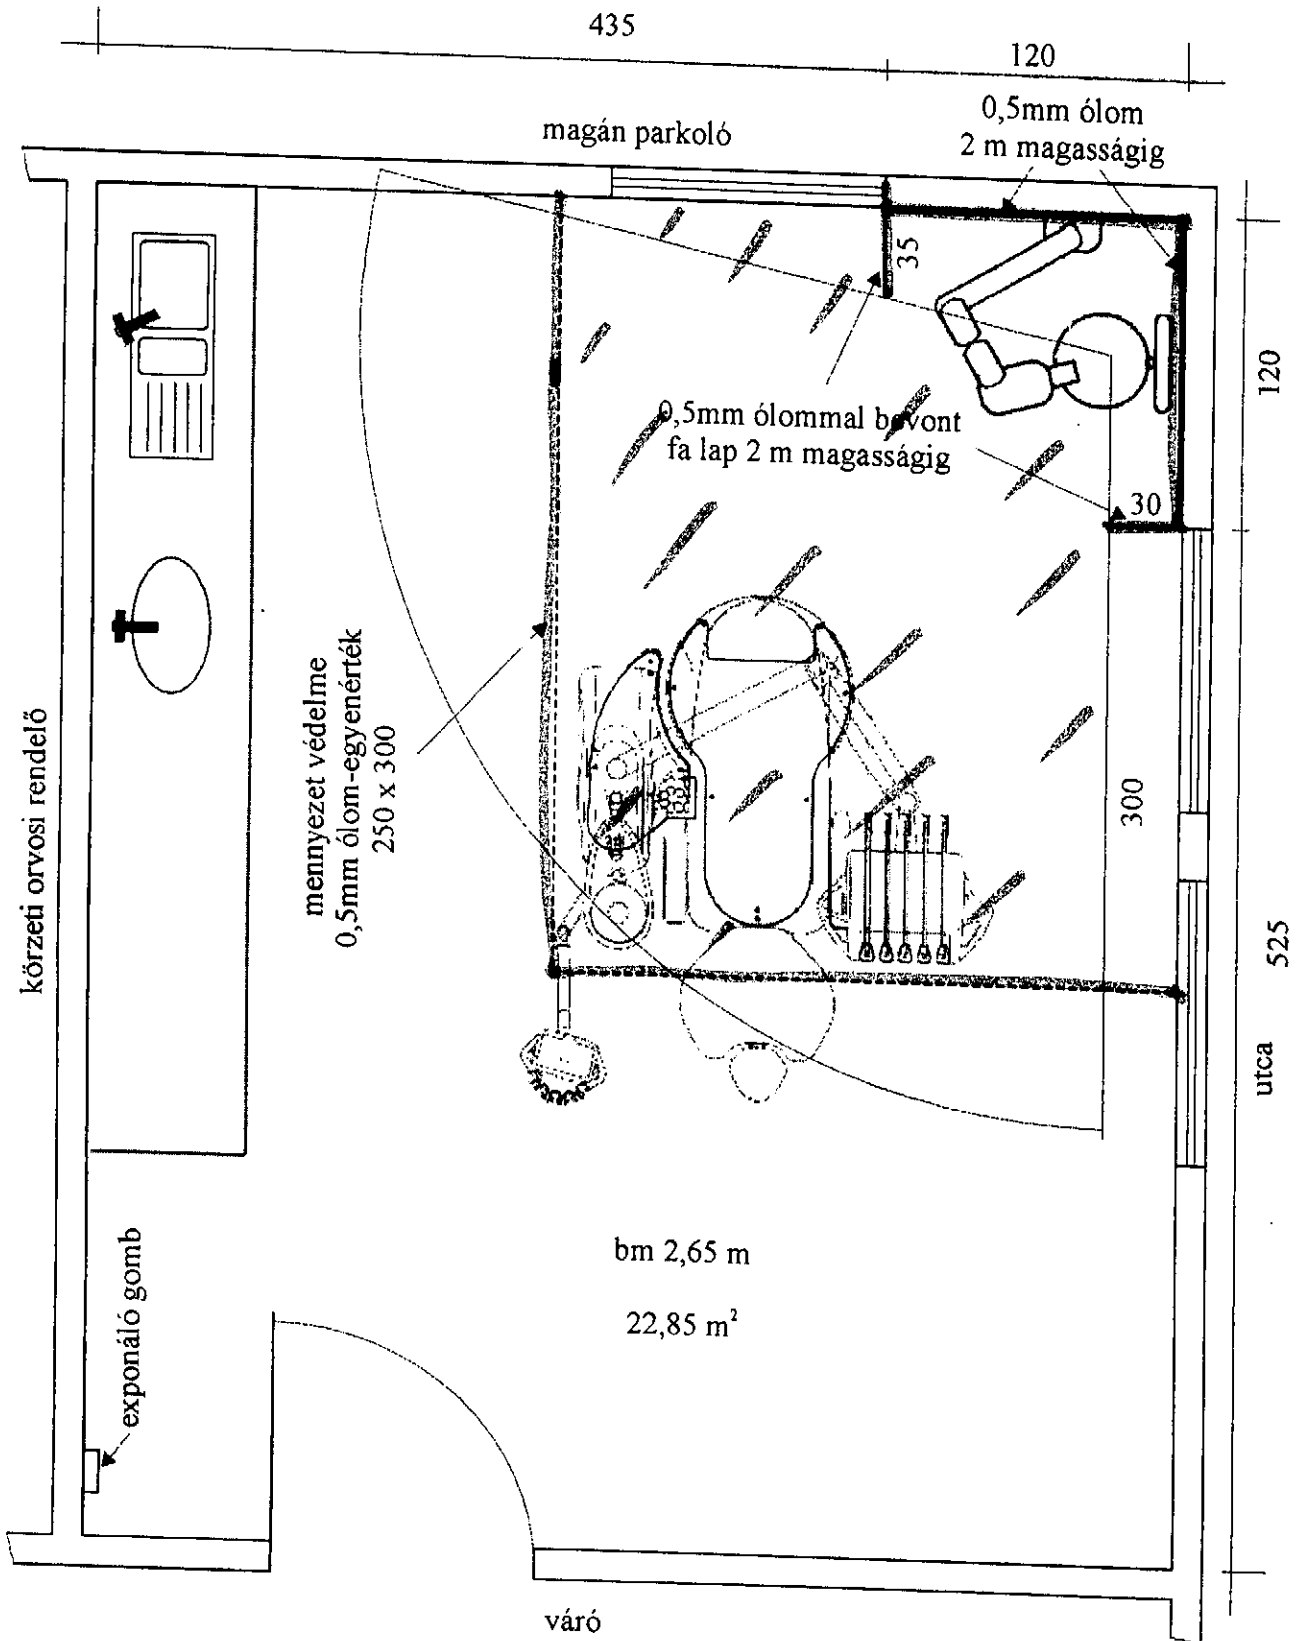 435
120
magán parkoló
0,5mm ólom
2 m magasságig
35
120
0,5mm ólommal bevont
fa lap 2 m magasságig
30
mennyezet védelme
0,5mm ólom-egyenérték
250 x 300
körzeti orvosi rendelő
300
525
utca
exponáló gomb
bm 2,65 m
22,85 m²
váró